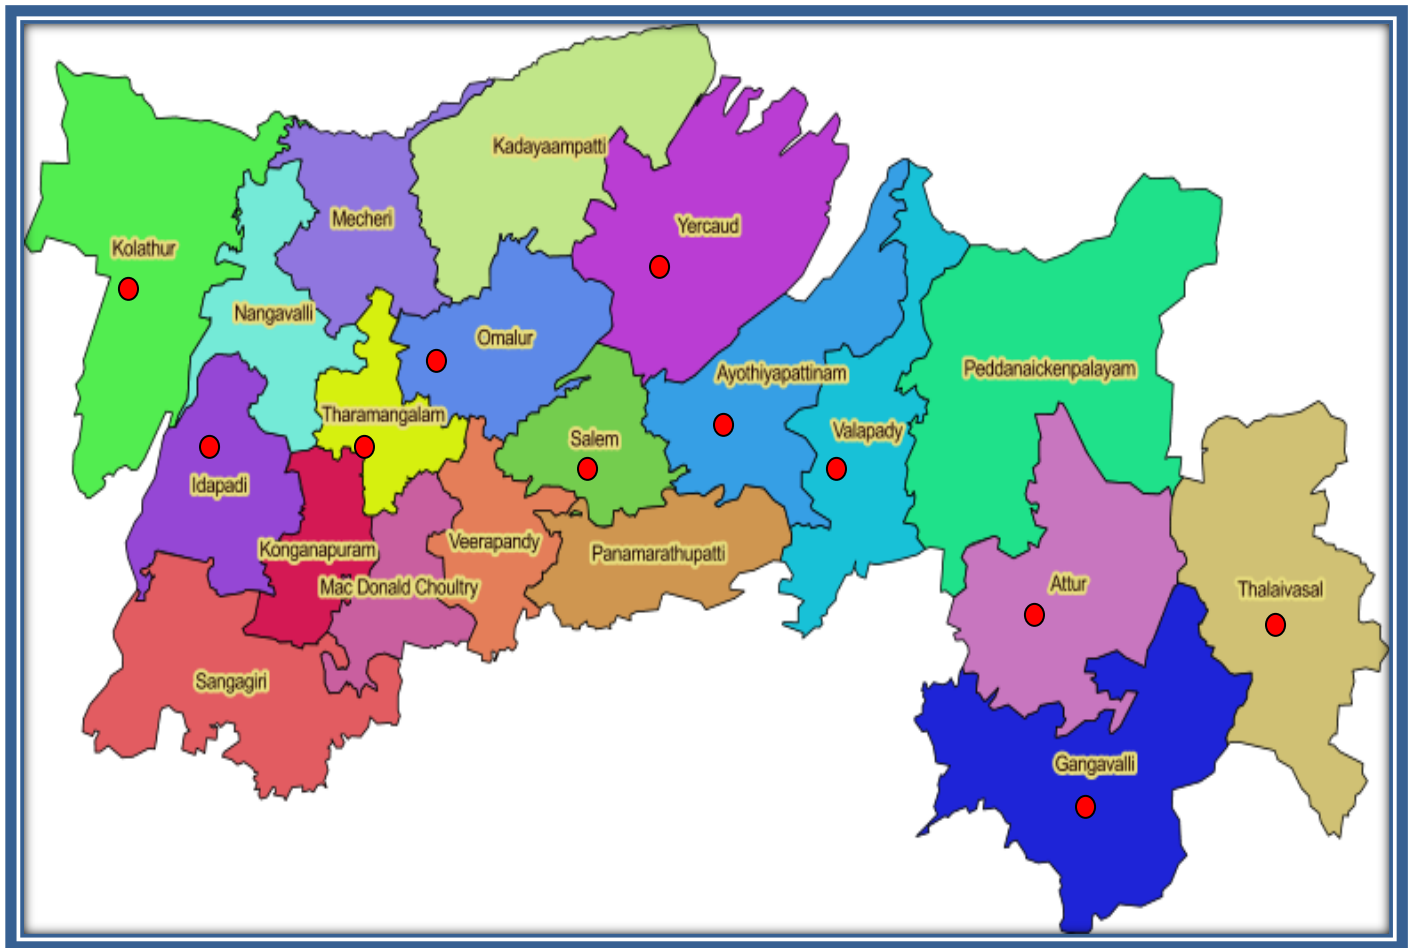 Kadayaampatti
Mecheri
Yercaud
Kolathur
Nangavalli
Omalur
Ayothiyapattinam
Peddanaickenpalayam
Tharamangalam
Salem
Valapady
Idapadi
Konganapuram
Veerapandy
Panamarathupatti
Mac Donald Choultry
Attur
Thalaivasal
Sangagiri
Gangavalli